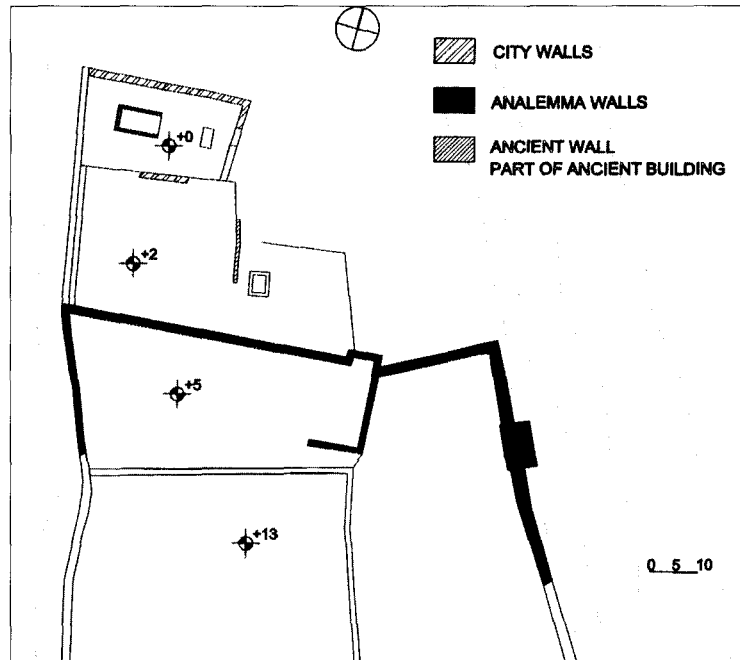 CITY WALLS
ANALEMMA WALLS
ANCIENT WALL
PART OF ANCIENT BUILDING
+0
+2
+5
+13
0 5 10